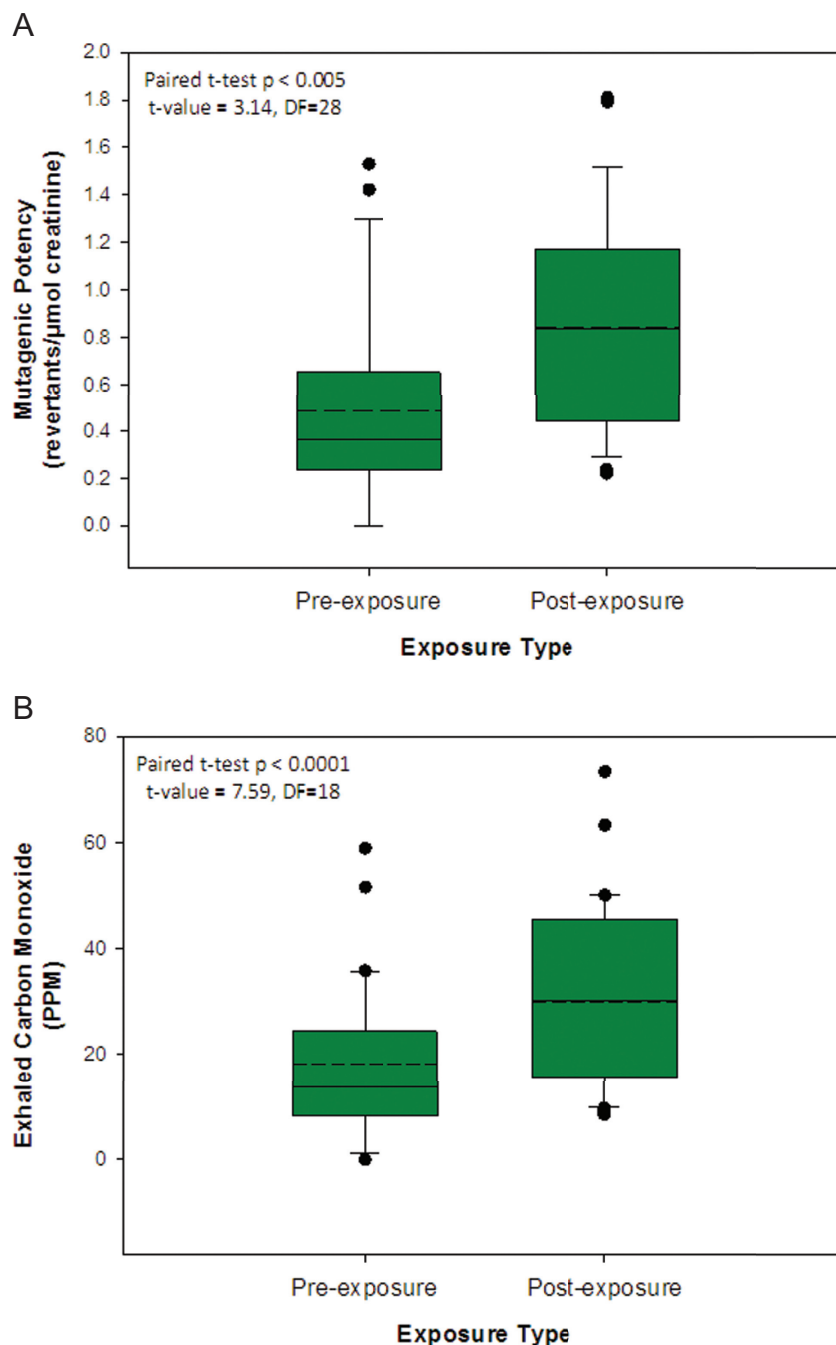 A
Paired t-test p < 0.005
t-value = 3.14, DF=28
Mutagenic Potency
(revertants/µmol creatinine)
2.0
1.8
1.6
1.4
1.2
1.0
0.8
0.6
0.4
0.2
0.0
Pre-exposure Post-exposure
Exposure Type
B
Paired t-test p < 0.0001
t-value = 7.59, DF=18
Exhaled Carbon Monoxide
(PPM)
80
60
40
20
0
Pre-exposure Post-exposure
Exposure Type